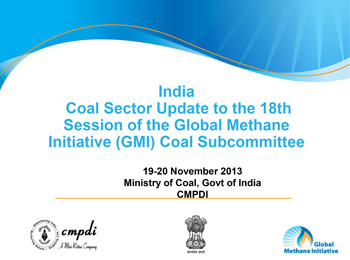 India
Coal Sector Update to the 18th
Session of the Global Methane
Initiative (GMI) Coal Subcommittee
19-20 November 2013
Ministry of Coal, Govt of India
CMPDI
cmpdi
A Mini Ratna Company
Global
Methane Initiative